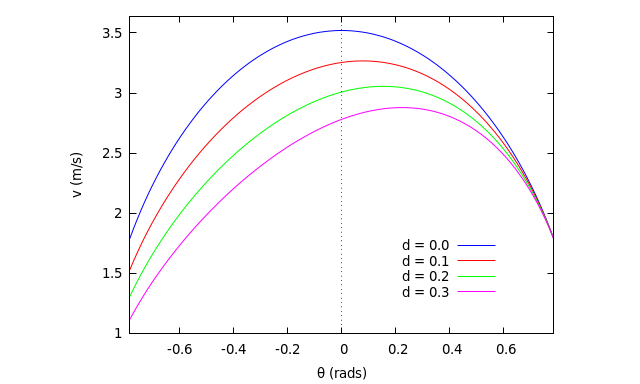 3.5
3
2.5
2
1.5
1
v (m/s)
d = 0.0
d = 0.1
d = 0.2
d = 0.3
-0.6 -0.4 -0.2 0 0.2 0.4 0.6
θ (rads)